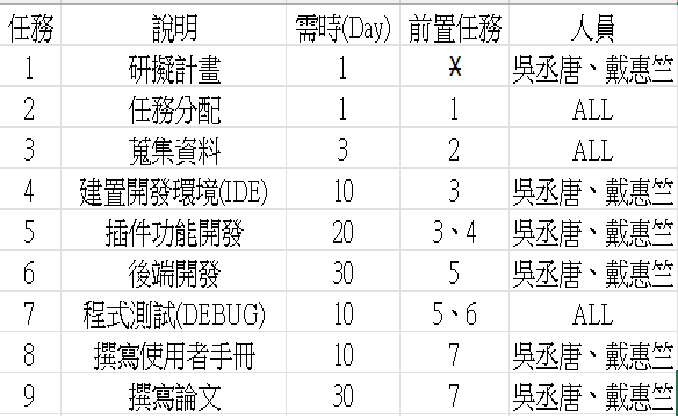 任務 說明 需時(Day) 前置任務 人員
1 研擬計畫 1 X 吳丞唐、戴惠竺
2 任務分配 1 1 ALL
3 蒐集資料 3 2 ALL
4 建置開發環境(IDE) 10 3 吳丞唐、戴惠竺
5 插件功能開發 20 3、4 吳丞唐、戴惠竺
6 後端開發 30 5 吳丞唐、戴惠竺
7 程式測試(DEBUG) 10 5、6 ALL
8 撰寫使用者手冊 10 7 吳丞唐、戴惠竺
9 撰寫論文 30 7 吳丞唐、戴惠竺